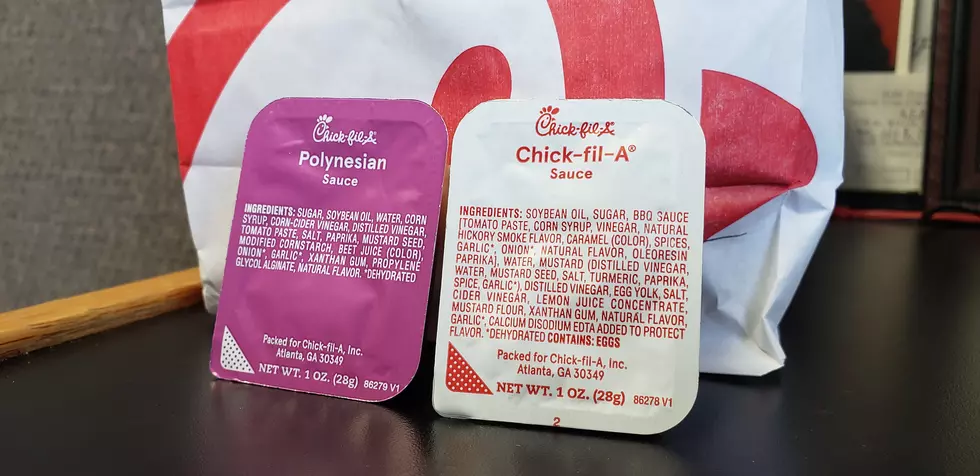 Chick-fil-A
Polynesian
Sauce
INGREDIENTS: SUGAR, SOYBEAN OIL, WATER, CORN
SYRUP, CORN-CIDER VINEGAR, DISTILLED VINEGAR,
TOMATO PASTE, SALT, PAPRIKA, MUSTARD SEED,
MODIFIED CORNSTARCH, BEET JUICE (COLOR),
ONION*, GARLIC*, XANTHAN GUM, PROPYLENE
GLYCOL ALGINATE, NATURAL FLAVOR. *DEHYDRATED
Packed for Chick-fil-A, Inc.
Atlanta, GA 30349
NET WT. 1 OZ. (28g) 86279 V1
Chick-fil-A
Chick-fil-A®
Sauce
INGREDIENTS: SOYBEAN OIL, SUGAR, BBQ SAUCE
[TOMATO PASTE, CORN SYRUP, VINEGAR, NATURAL
HICKORY SMOKE FLAVOR, CARAMEL (COLOR), SPICES,
GARLIC*, ONION*, NATURAL FLAVOR, OLEORESIN
PAPRIKA], WATER, MUSTARD (DISTILLED VINEGAR,
WATER, MUSTARD SEED, SALT, TURMERIC, PAPRIKA,
SPICE, GARLIC*), DISTILLED VINEGAR, EGG YOLK, SALT,
CIDER VINEGAR, LEMON JUICE CONCENTRATE,
MUSTARD FLOUR, XANTHAN GUM, NATURAL FLAVOR,
GARLIC*, CALCIUM DISODIUM EDTA ADDED TO PROTECT
FLAVOR. *DEHYDRATED CONTAINS: EGGS
Packed for Chick-fil-A, Inc.
Atlanta, GA 30349
NET WT. 1 OZ. (28g) 86278 V1
2